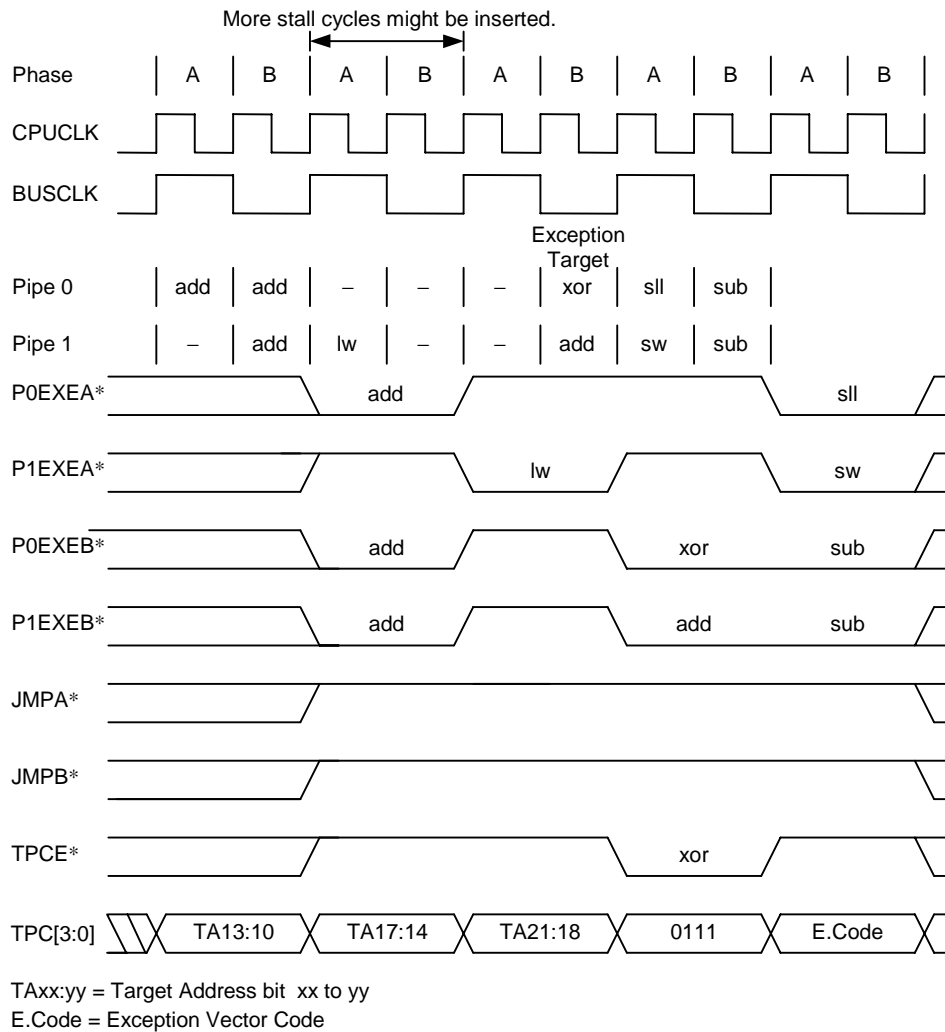 More stall cycles might be inserted.
Phase A B A B A B A B A B
CPUCLK
BUSCLK
Exception
Target
Pipe 0 add add – – – xor sll sub
Pipe 1 – add lw – – add sw sub
P0EXEA* add sll
P1EXEA* lw sw
P0EXEB* add xor sub
P1EXEB* add add sub
JMPA*
JMPB*
TPCE* xor
TPC[3:0] TA13:10 TA17:14 TA21:18 0111 E.Code
TAxx:yy = Target Address bit xx to yy
E.Code = Exception Vector Code